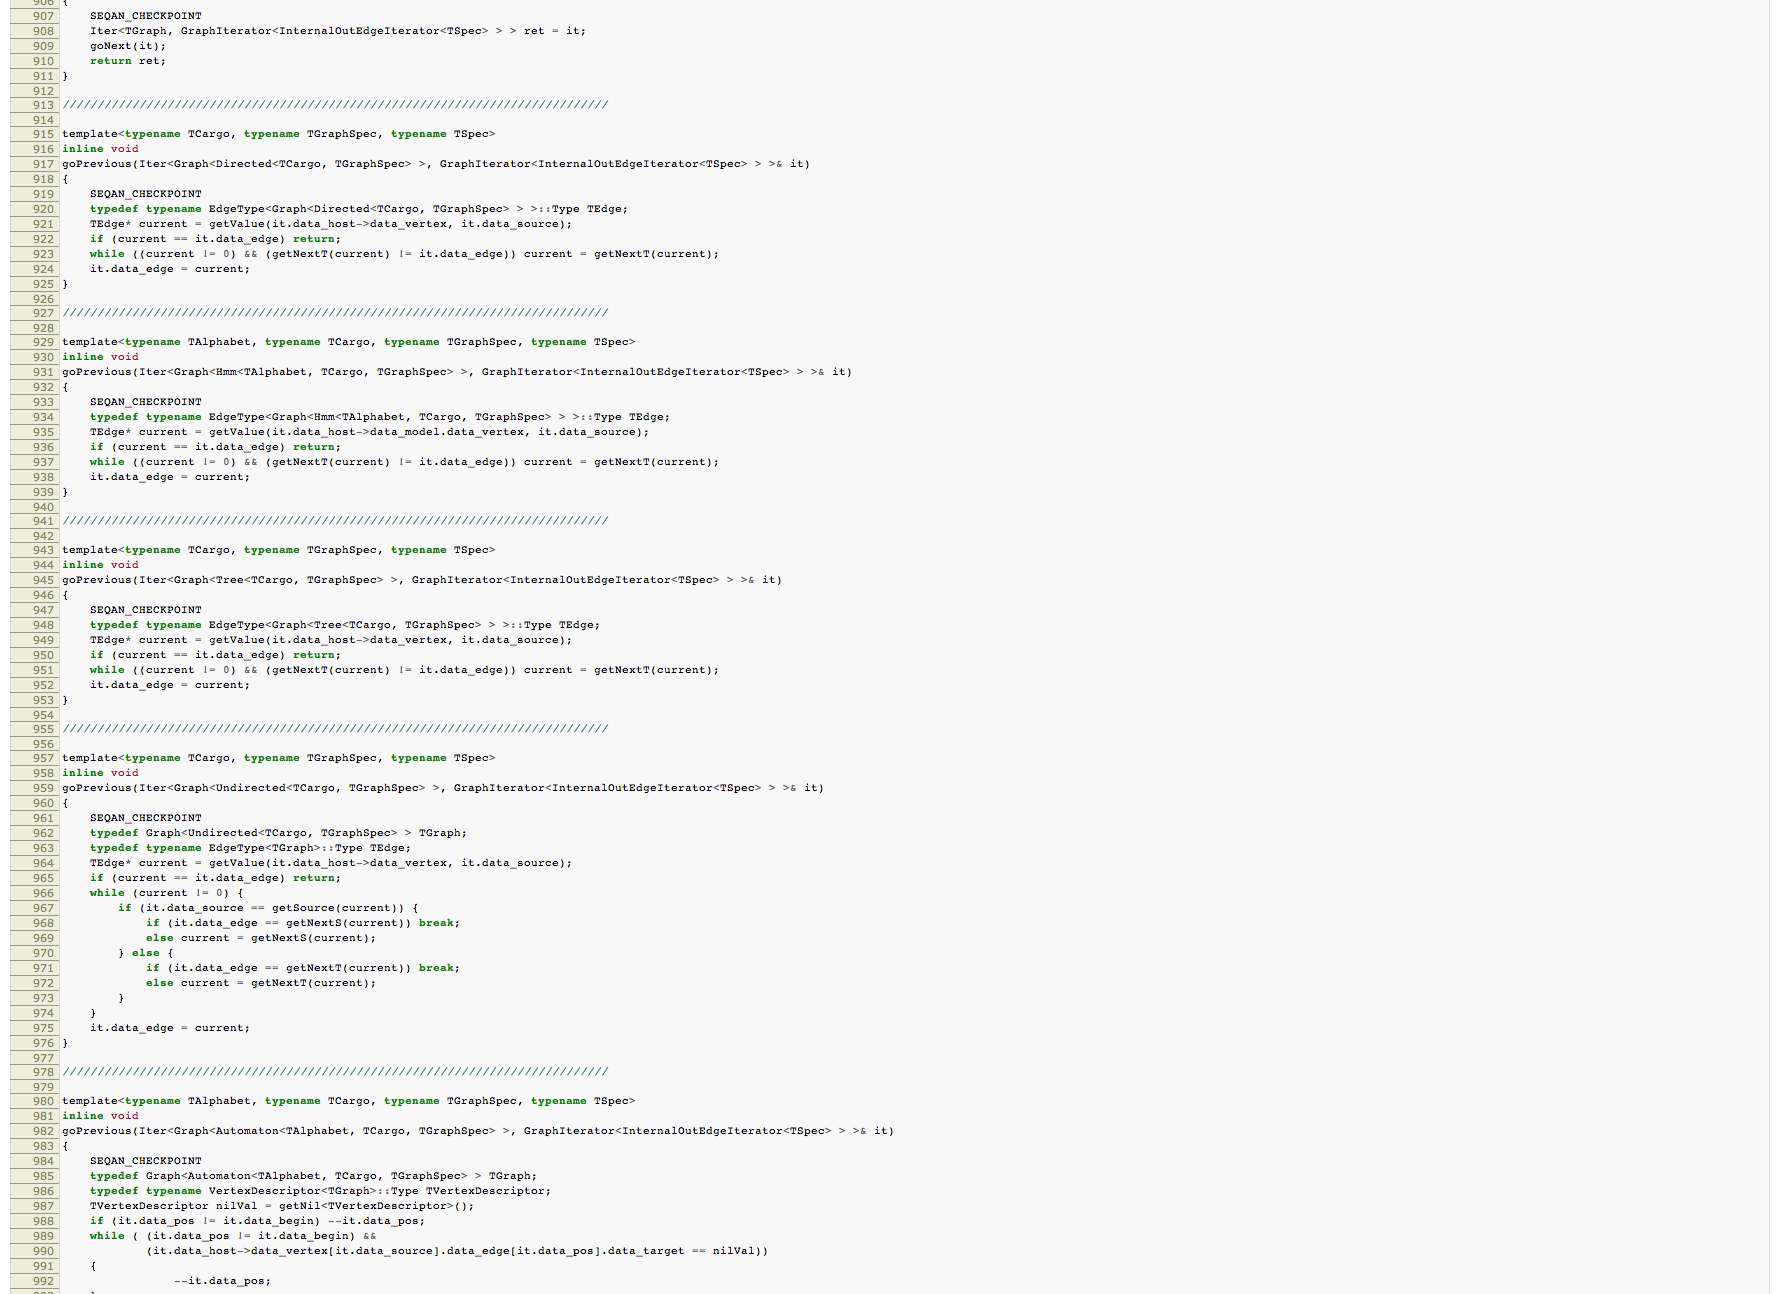 906 {
907     SEQAN_CHECKPOINT
908     Iter<TGraph, GraphIterator<InternalOutEdgeIterator<TSpec> > > ret = it;
909     goNext(it);
910     return ret;
911 }
912
913 //////////////////////////////////////////////////////////////////////////////
914
915 template<typename TCargo, typename TGraphSpec, typename TSpec>
916 inline void
917 goPrevious(Iter<Graph<Directed<TCargo, TGraphSpec> >, GraphIterator<InternalOutEdgeIterator<TSpec> > >& it)
918 {
919     SEQAN_CHECKPOINT
920     typedef typename EdgeType<Graph<Directed<TCargo, TGraphSpec> > >::Type TEdge;
921     TEdge* current = getValue(it.data_host->data_vertex, it.data_source);
922     if (current == it.data_edge) return;
923     while ((current != 0) && (getNextT(current) != it.data_edge)) current = getNextT(current);
924     it.data_edge = current;
925 }
926
927 //////////////////////////////////////////////////////////////////////////////
928
929 template<typename TAlphabet, typename TCargo, typename TGraphSpec, typename TSpec>
930 inline void
931 goPrevious(Iter<Graph<Hmm<TAlphabet, TCargo, TGraphSpec> >, GraphIterator<InternalOutEdgeIterator<TSpec> > >& it)
932 {
933     SEQAN_CHECKPOINT
934     typedef typename EdgeType<Graph<Hmm<TAlphabet, TCargo, TGraphSpec> > >::Type TEdge;
935     TEdge* current = getValue(it.data_host->data_model.data_vertex, it.data_source);
936     if (current == it.data_edge) return;
937     while ((current != 0) && (getNextT(current) != it.data_edge)) current = getNextT(current);
938     it.data_edge = current;
939 }
940
941 //////////////////////////////////////////////////////////////////////////////
942
943 template<typename TCargo, typename TGraphSpec, typename TSpec>
944 inline void
945 goPrevious(Iter<Graph<Tree<TCargo, TGraphSpec> >, GraphIterator<InternalOutEdgeIterator<TSpec> > >& it)
946 {
947     SEQAN_CHECKPOINT
948     typedef typename EdgeType<Graph<Tree<TCargo, TGraphSpec> > >::Type TEdge;
949     TEdge* current = getValue(it.data_host->data_vertex, it.data_source);
950     if (current == it.data_edge) return;
951     while ((current != 0) && (getNextT(current) != it.data_edge)) current = getNextT(current);
952     it.data_edge = current;
953 }
954
955 //////////////////////////////////////////////////////////////////////////////
956
957 template<typename TCargo, typename TGraphSpec, typename TSpec>
958 inline void
959 goPrevious(Iter<Graph<Undirected<TCargo, TGraphSpec> >, GraphIterator<InternalOutEdgeIterator<TSpec> > >& it)
960 {
961     SEQAN_CHECKPOINT
962     typedef Graph<Undirected<TCargo, TGraphSpec> > TGraph;
963     typedef typename EdgeType<TGraph>::Type TEdge;
964     TEdge* current = getValue(it.data_host->data_vertex, it.data_source);
965     if (current == it.data_edge) return;
966     while (current != 0) {
967         if (it.data_source == getSource(current)) {
968             if (it.data_edge == getNextS(current)) break;
969             else current = getNextS(current);
970         } else {
971             if (it.data_edge == getNextT(current)) break;
972             else current = getNextT(current);
973         }
974     }
975     it.data_edge = current;
976 }
977
978 //////////////////////////////////////////////////////////////////////////////
979
980 template<typename TAlphabet, typename TCargo, typename TGraphSpec, typename TSpec>
981 inline void
982 goPrevious(Iter<Graph<Automaton<TAlphabet, TCargo, TGraphSpec> >, GraphIterator<InternalOutEdgeIterator<TSpec> > >& it)
983 {
984     SEQAN_CHECKPOINT
985     typedef Graph<Automaton<TAlphabet, TCargo, TGraphSpec> > TGraph;
986     typedef typename VertexDescriptor<TGraph>::Type TVertexDescriptor;
987     TVertexDescriptor nilVal = getNil<TVertexDescriptor>();
988     if (it.data_pos != it.data_begin) --it.data_pos;
989     while ( (it.data_pos != it.data_begin) &&
990             (it.data_host->data_vertex[it.data_source].data_edge[it.data_pos].data_target == nilVal))
991     {
992                 --it.data_pos;